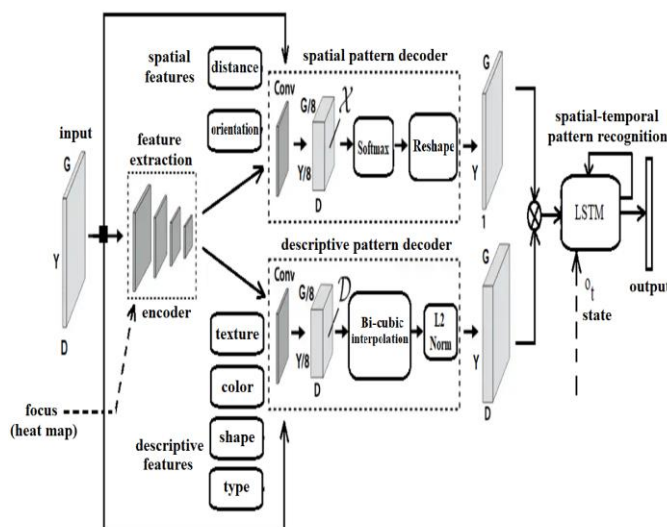 spatial
features
distance
orientation
spatial pattern decoder
Conv
G/8
X
Y/8
D
Softmax
Reshape
G
Y
1
spatial-temporal
pattern recognition
LSTM
output
o_t
state
input
G
Y
D
feature
extraction
encoder
focus
(heat map)
descriptive pattern decoder
Conv
G/8
D
Y/8
D
Bi-cubic
interpolation
L2
Norm
G
Y
D
texture
color
shape
type
descriptive
features